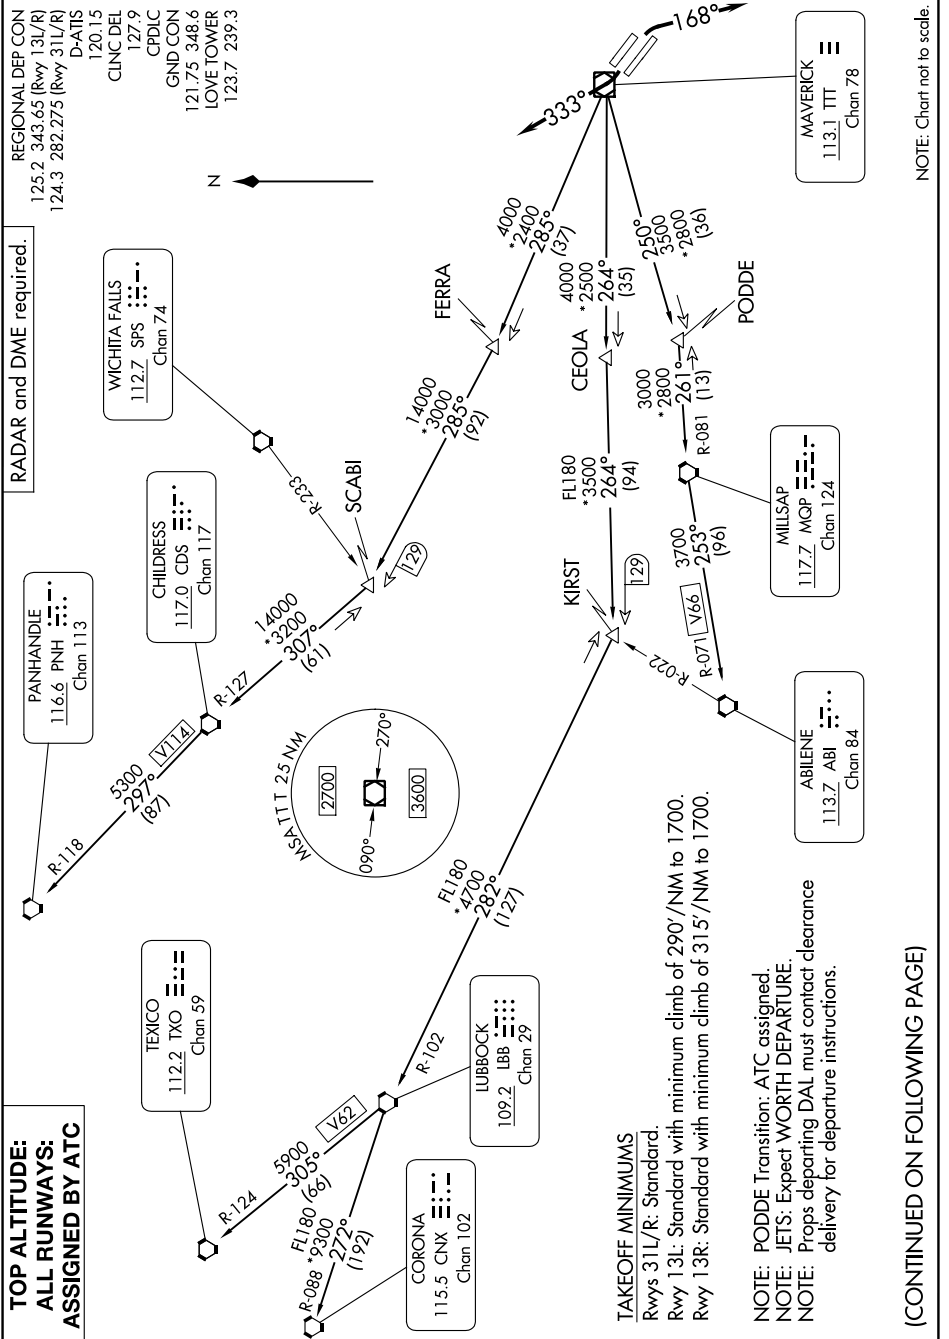 TOP ALTITUDE:
ALL RUNWAYS:
ASSIGNED BY ATC
RADAR and DME required.
REGIONAL DEP CON
125.2 343.65 (Rwy 13L/R)
124.3 282.275 (Rwy 31L/R)
D-ATIS
120.15
CLNC DEL
127.9
CPDLC
GND CON
121.75 348.6
LOVE TOWER
123.7 239.3
N
PANHANDLE
116.6 PNH
Chan 113
CHILDRESS
117.0 CDS
Chan 117
WICHITA FALLS
112.7 SPS
Chan 74
TEXICO
112.2 TXO
Chan 59
LUBBOCK
109.2 LBB
Chan 29
CORONA
115.5 CNX
Chan 102
ABILENE
113.7 ABI
Chan 84
MILLSAP
117.7 MQP
Chan 124
MAVERICK
113.1 TTT
Chan 78
R-118
5300
297°
(87)
V114
R-127
14000
*3200
307°
(61)
R-233
SCABI
129
14000
*3000
285°
(92)
FERRA
4000
*2400
285°
(37)
333°
168°
4000
*2500
264°
(35)
CEOLA
FL180
*3500
264°
(94)
KIRST
129
250°
3500
*2800
(36)
PODDE
3000
*2800
261°
(13)
R-081
3700
253°
(96)
V66
R-071
R-022
FL180
*4700
282°
(127)
R-102
5900
305°
(66)
V62
R-124
FL180
*9300
272°
(192)
R-088
MSA TTT 25 NM
2700
3600
090°
270°
TAKEOFF MINIMUMS
Rwys 31L/R: Standard.
Rwy 13L: Standard with minimum climb of 290'/NM to 1700.
Rwy 13R: Standard with minimum climb of 315'/NM to 1700.
NOTE: PODDE Transition: ATC assigned.
NOTE: JETS: Expect WORTH DEPARTURE.
NOTE: Props departing DAL must contact clearance
delivery for departure instructions.
(CONTINUED ON FOLLOWING PAGE)
NOTE: Chart not to scale.